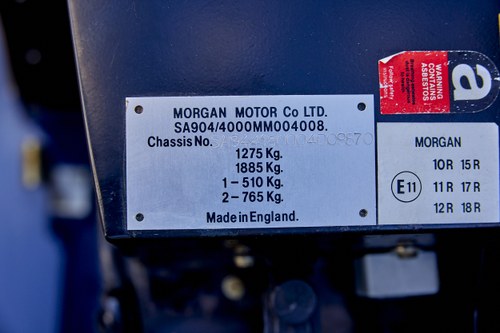 MORGAN MOTOR Co LTD.
SA904/4000MM004008.
Chassis No.
1275 Kg.
1885 Kg.
1 – 510 Kg.
2 – 765 Kg.
Made in England.
WARNING
CONTAINS
ASBESTOS
a
MORGAN
10R 15R
E11 11R 17R
12R 18R